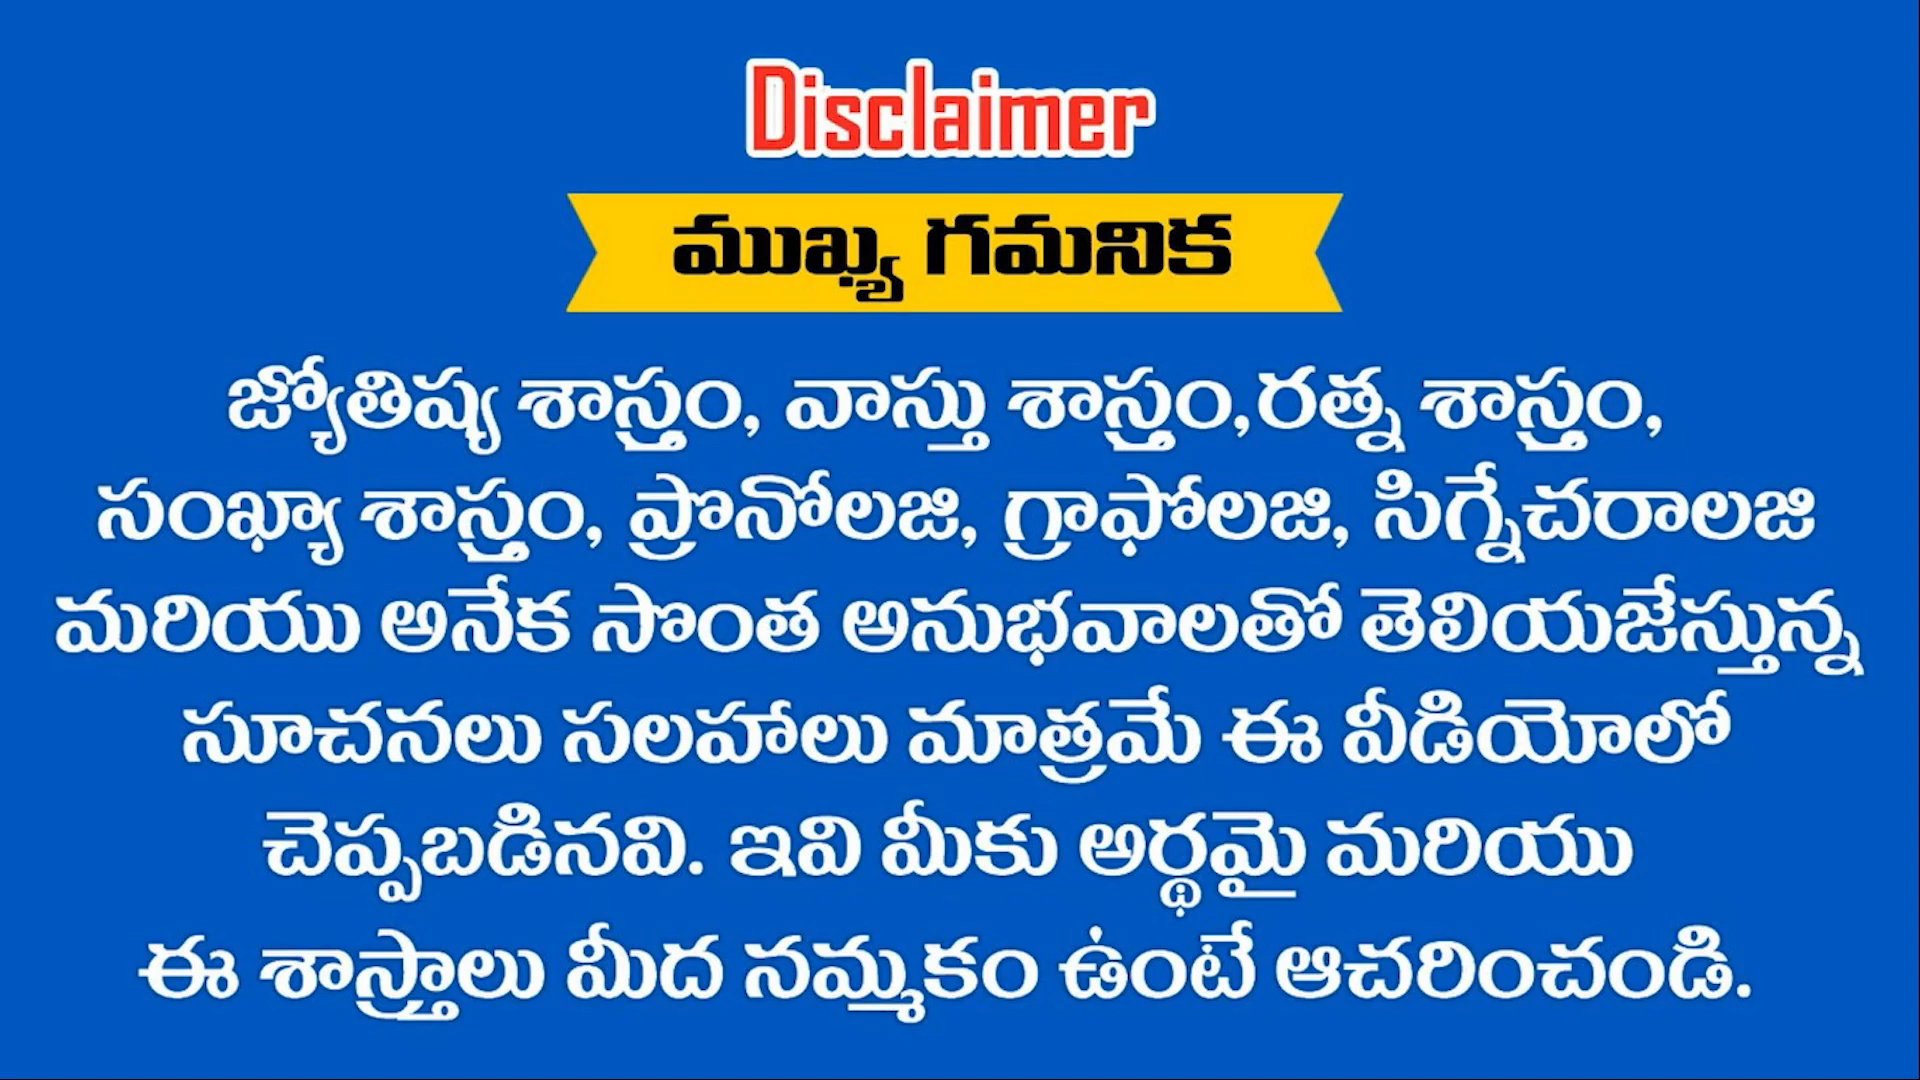 Disclaimer
ముఖ్య గమనిక
జ్యోతిష్య శాస్త్రం, వాస్తు శాస్త్రం,రత్న శాస్త్రం,
సంఖ్యా శాస్త్రం, ప్రొనోలజి, గ్రాఫోలజి, సిగ్నేచరాలజి
మరియు అనేక సొంత అనుభవాలతో తెలియజేస్తున్న
సూచనలు సలహాలు మాత్రమే ఈ వీడియోలో
చెప్పబడినవి. ఇవి మీకు అర్థమై మరియు
ఈ శాస్త్రాలు మీద నమ్మకం ఉంటే ఆచరించండి.